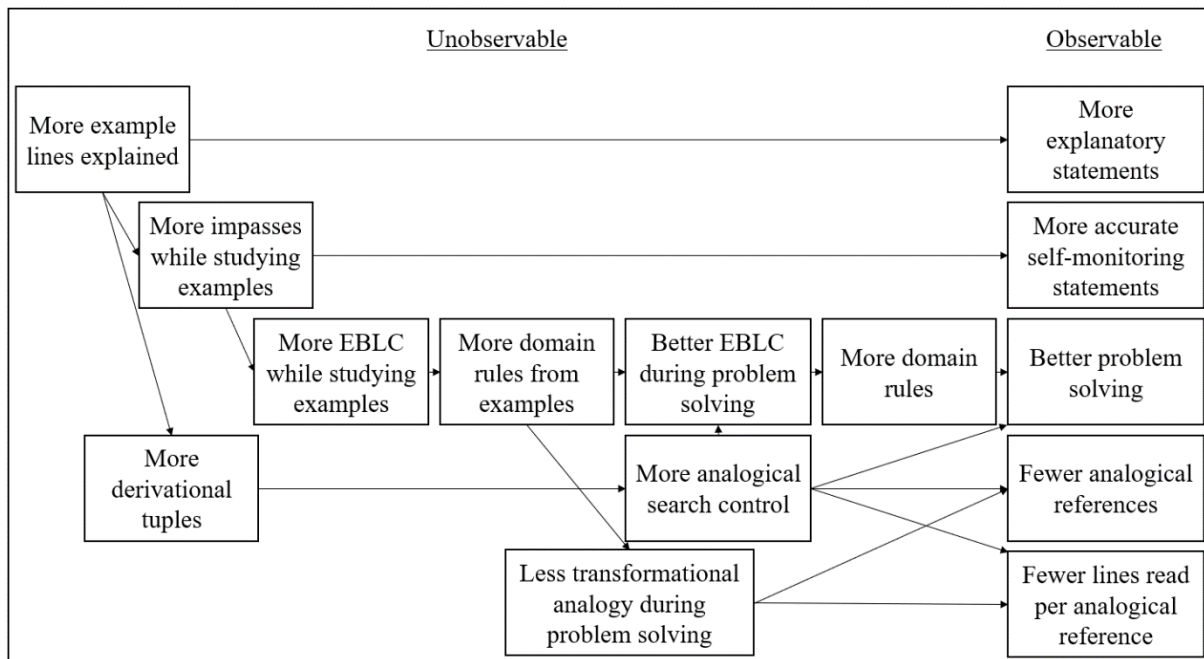 Unobservable
Observable
More example
lines explained
More
explanatory
statements
More impasses
while studying
examples
More accurate
self-monitoring
statements
More EBLC
while studying
examples
More domain
rules from
examples
Better EBLC
during problem
solving
More domain
rules
Better problem
solving
More
derivational
tuples
More analogical
search control
Fewer analogical
references
Less transformational
analogy during
problem solving
Fewer lines read
per analogical
reference